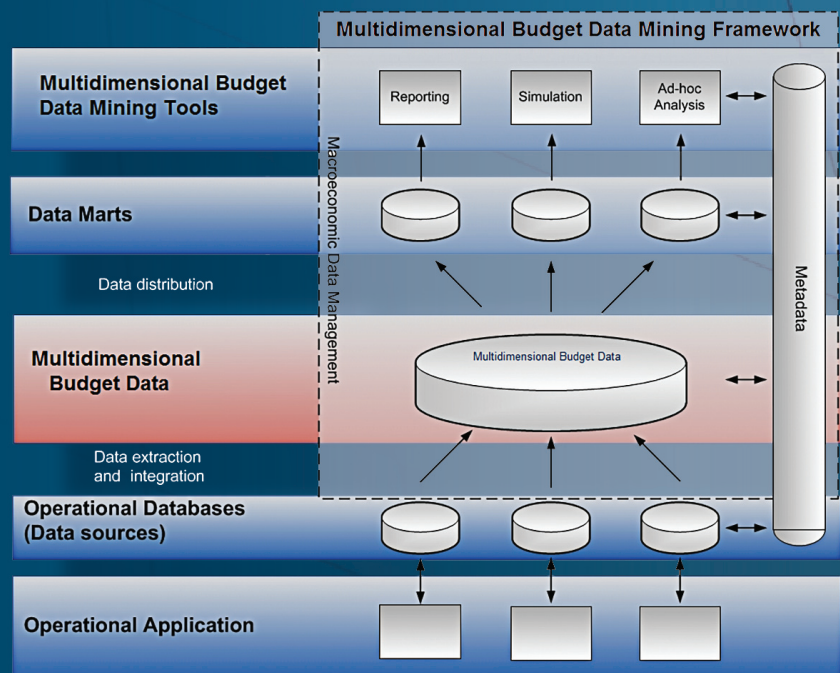 Multidimensional Budget Data Mining Framework
Multidimensional Budget
Data Mining Tools
Reporting
Simulation
Ad-hoc
Analysis
Macroeconomic Data Management
Metadata
Data Marts
Data distribution
Multidimensional
Budget Data
Multidimensional Budget Data
Data extraction
and integration
Operational Databases
(Data sources)
Operational Application